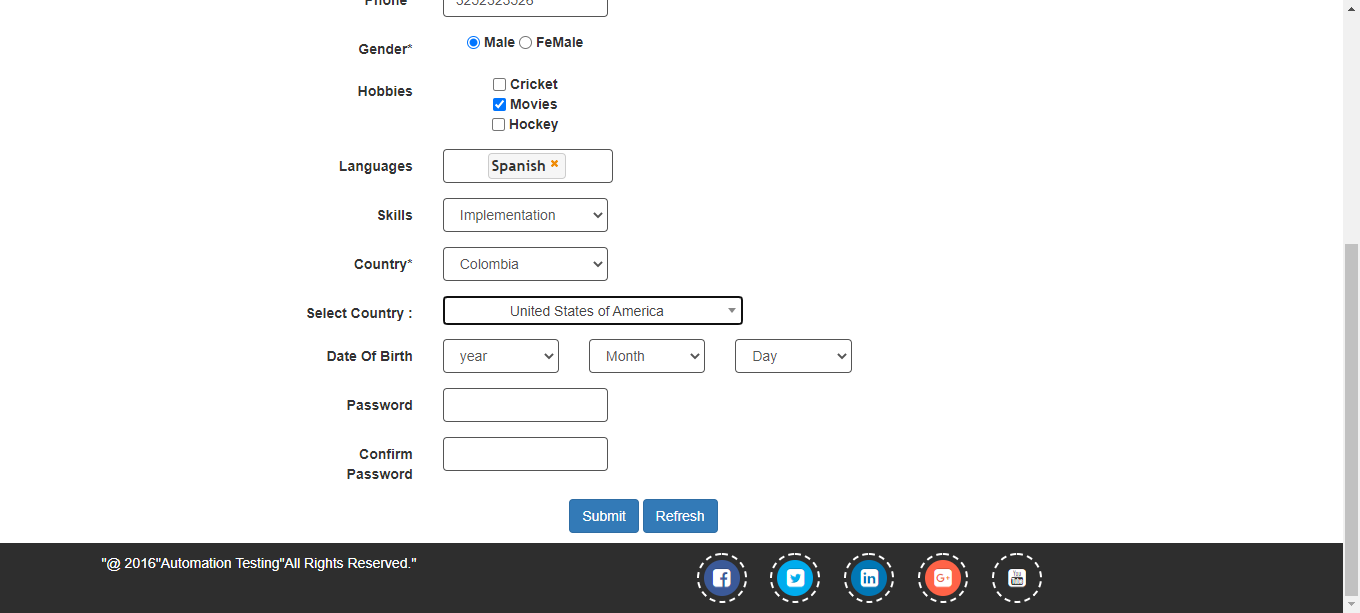 Phone
3252525526
Gender*
Male FeMale
Hobbies
Cricket
Movies
Hockey
Languages
Spanish ×
Skills
Implementation
Country*
Colombia
Select Country :
United States of America
Date Of Birth
year Month Day
Password
Confirm
Password
Submit Refresh
"@ 2016"Automation Testing"All Rights Reserved."
f in G+ You Tube